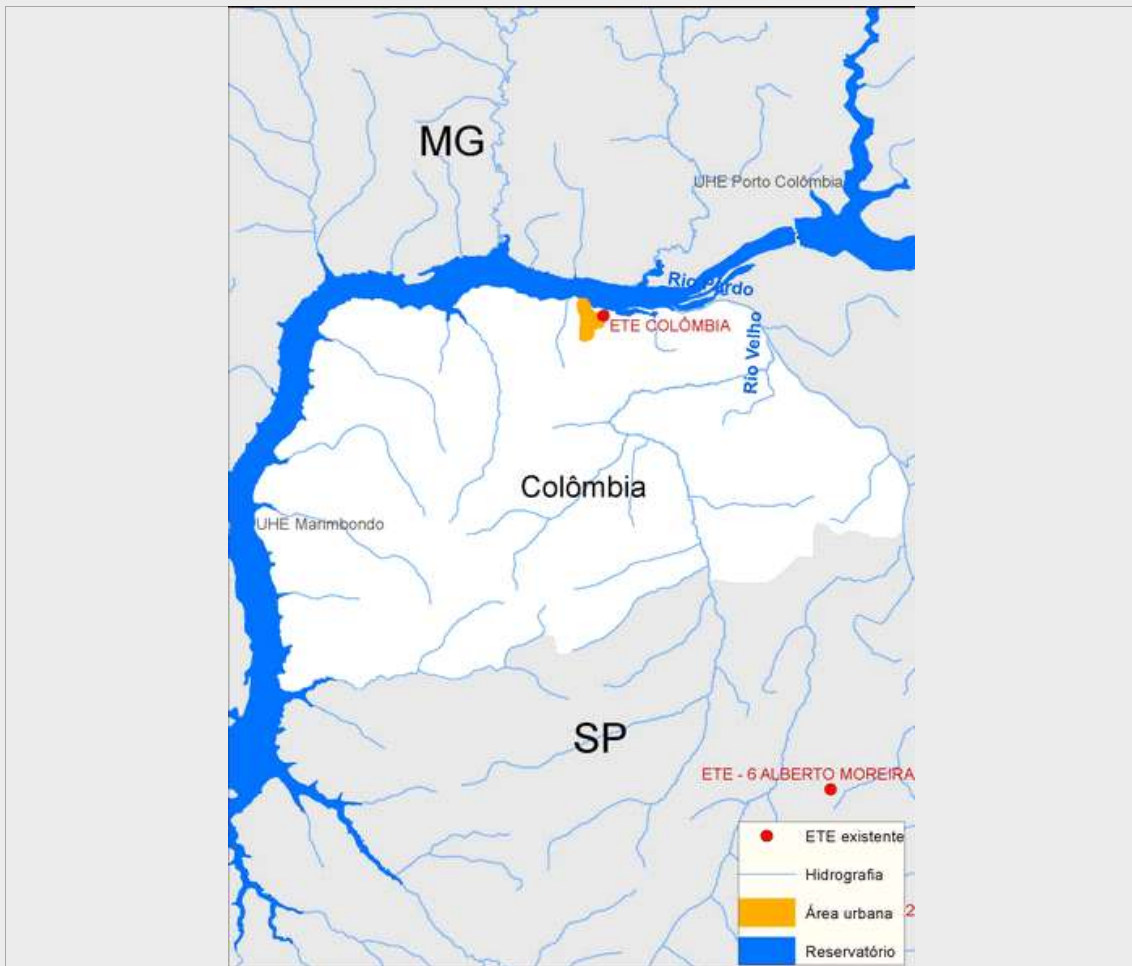 MG
UHE Porto Colômbia
Rio Pardo
ETE COLÔMBIA
Rio Velho
Colômbia
UHE Marimbondo
SP
ETE - 6 ALBERTO MOREIRA
ETE existente
Hidrografia
Área urbana
2
Reservatório